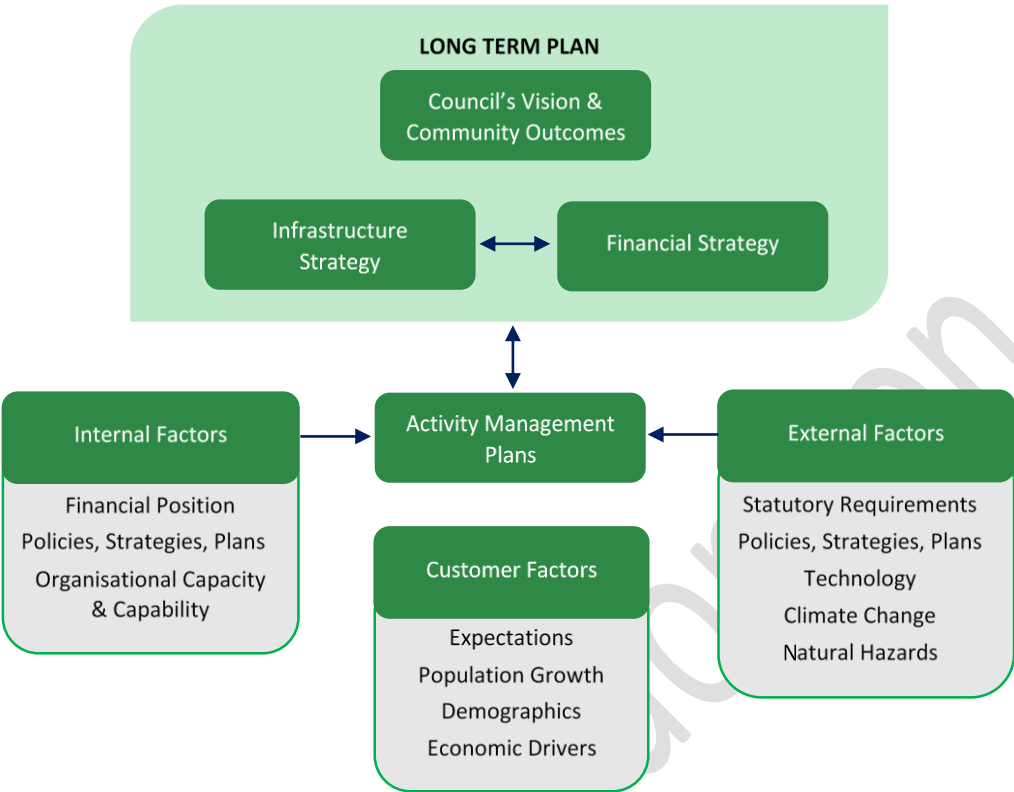 LONG TERM PLAN
Council’s Vision &
Community Outcomes
Infrastructure
Strategy
Financial Strategy
Internal Factors
Financial Position
Policies, Strategies, Plans
Organisational Capacity
& Capability
Activity Management
Plans
Customer Factors
Expectations
Population Growth
Demographics
Economic Drivers
External Factors
Statutory Requirements
Policies, Strategies, Plans
Technology
Climate Change
Natural Hazards